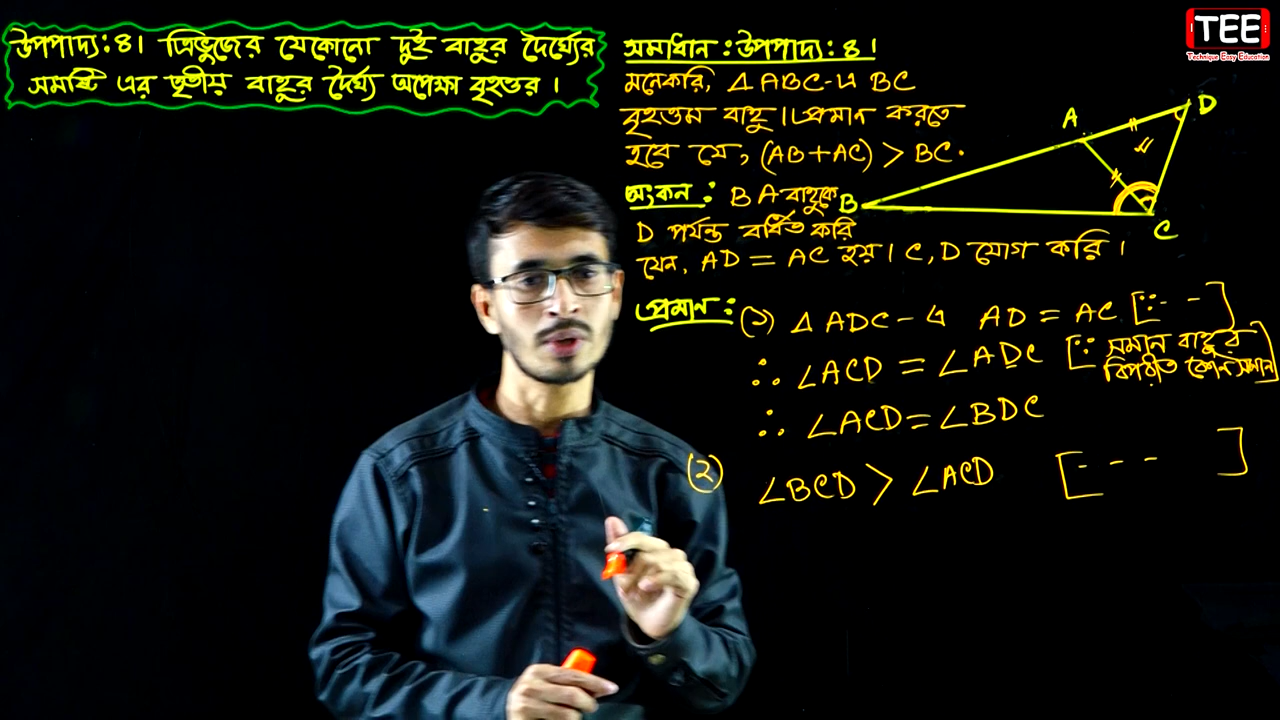 উপপাদ্য: ৪। ত্রিভুজের যেকোনো দুই বাহুর দৈর্ঘ্যের
সমষ্টি এর তৃতীয় বাহুর দৈর্ঘ্য অপেক্ষা বৃহত্তর।
TEE
Technique Easy Education
সমাধান: উপপাদ্য: ৪।
মনেকরি, Δ ABC-এ BC
বৃহত্তম বাহু। প্রমান করতে
হবে যে, (AB+AC) > BC.
অংকন: BA বাহুকে
D পর্যন্ত বর্ধিত করি
যেন, AD = AC হয়। C, D যোগ করি।
A
D
B
C
প্রমান:
(১) Δ ADC-এ AD = AC [∵ - -]
∴ ∠ACD = ∠ADC [∵ সমান বাহুর
বিপরীত কোন সমান]
∴ ∠ACD = ∠BDC
(২) ∠BCD > ∠ACD [- - - ]